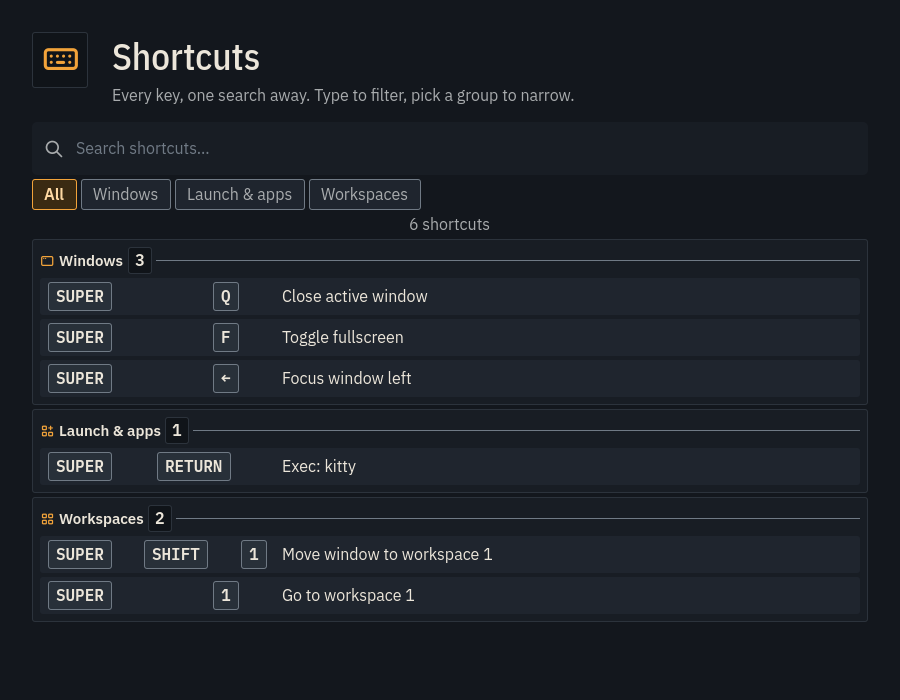 Shortcuts
Every key, one search away. Type to filter, pick a group to narrow.
Search shortcuts...
All Windows Launch & apps Workspaces
6 shortcuts
Windows 3
SUPER Q Close active window
SUPER F Toggle fullscreen
SUPER ← Focus window left
Launch & apps 1
SUPER RETURN Exec: kitty
Workspaces 2
SUPER SHIFT 1 Move window to workspace 1
SUPER 1 Go to workspace 1